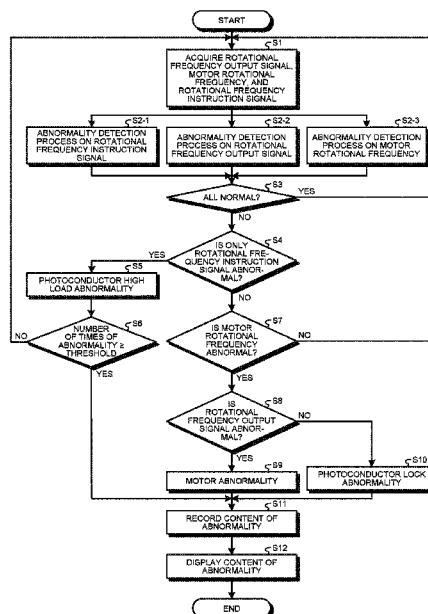 START
S1
ACQUIRE ROTATIONAL
FREQUENCY OUTPUT SIGNAL,
MOTOR ROTATIONAL
FREQUENCY, AND
ROTATIONAL FREQUENCY
INSTRUCTION SIGNAL
S2-1
ABNORMALITY DETECTION
PROCESS ON ROTATIONAL
FREQUENCY INSTRUCTION
SIGNAL
S2-2
ABNORMALITY DETECTION
PROCESS ON ROTATIONAL
FREQUENCY OUTPUT SIGNAL
S2-3
ABNORMALITY DETECTION
PROCESS ON MOTOR
ROTATIONAL FREQUENCY
S3
ALL NORMAL?
YES
NO
S4
IS ONLY
ROTATIONAL FRE-
QUENCY INSTRUCTION
SIGNAL ABNOR-
MAL?
YES
NO
S5
PHOTOCONDUCTOR HIGH
LOAD ABNORMALITY
S6
NUMBER
OF TIMES OF
ABNORMALITY ≥
THRESHOLD
NO
YES
S7
IS MOTOR
ROTATIONAL
FREQUENCY
ABNORMAL?
NO
YES
S8
IS
ROTATIONAL
FREQUENCY OUTPUT
SIGNAL ABNOR-
MAL?
NO
YES
S9
MOTOR ABNORMALITY
S10
PHOTOCONDUCTOR LOCK
ABNORMALITY
S11
RECORD CONTENT OF
ABNORMALITY
S12
DISPLAY CONTENT OF
ABNORMALITY
END